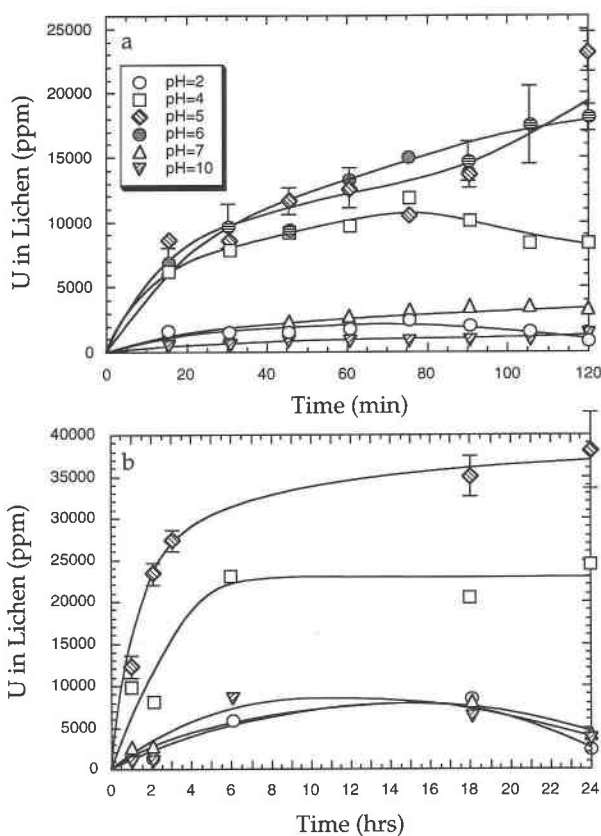 a
25000
20000
15000
10000
5000
0
U in Lichen (ppm)
pH=2
pH=4
pH=5
pH=6
pH=7
pH=10
0 20 40 60 80 100 120
Time (min)
b
40000
35000
30000
25000
20000
15000
10000
5000
0
U in Lichen (ppm)
0 2 4 6 8 10 12 14 16 18 20 22 24
Time (hrs)